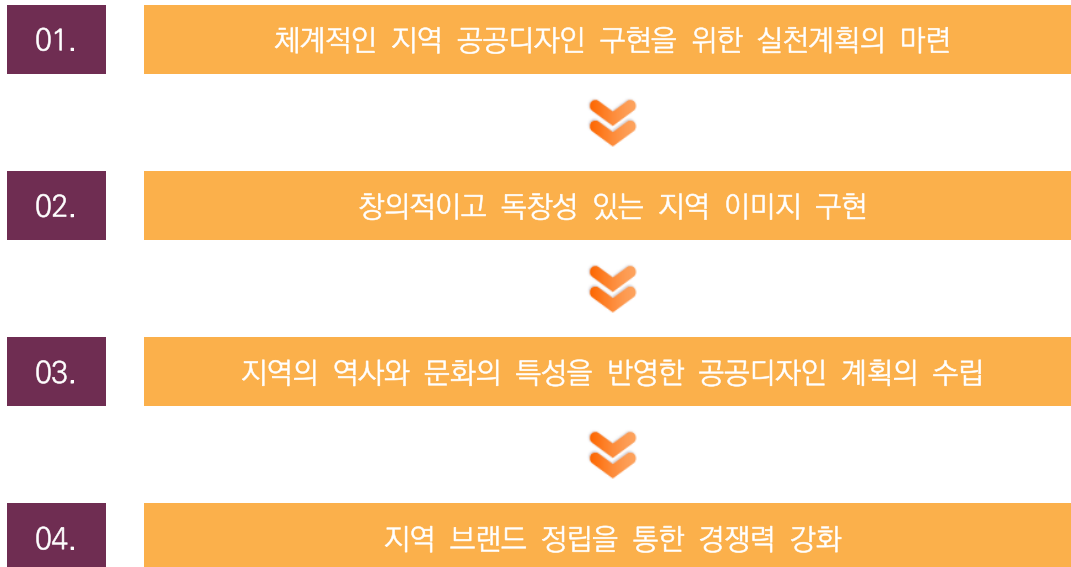 01. 체계적인 지역 공공디자인 구현을 위한 실천계획의 마련
02. 창의적이고 독창성 있는 지역 이미지 구현
03. 지역의 역사와 문화의 특성을 반영한 공공디자인 계획의 수립
04. 지역 브랜드 정립을 통한 경쟁력 강화